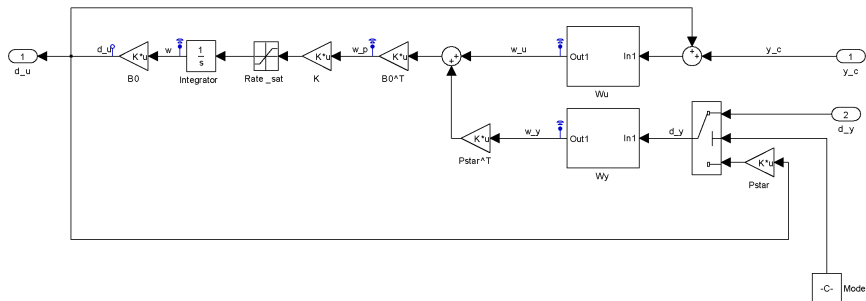 1
d_u
d_u
K*u
B0
w
1
s
Integrator
Rate _sat
K*u
K
w_p
K*u
B0^T
+
+
w_u
Out1
In1
Wu
+
+
y_c
1
y_c
K*u
Pstar^T
w_y
Out1
In1
Wy
d_y
2
d_y
K*u
Pstar
-C-
Mode